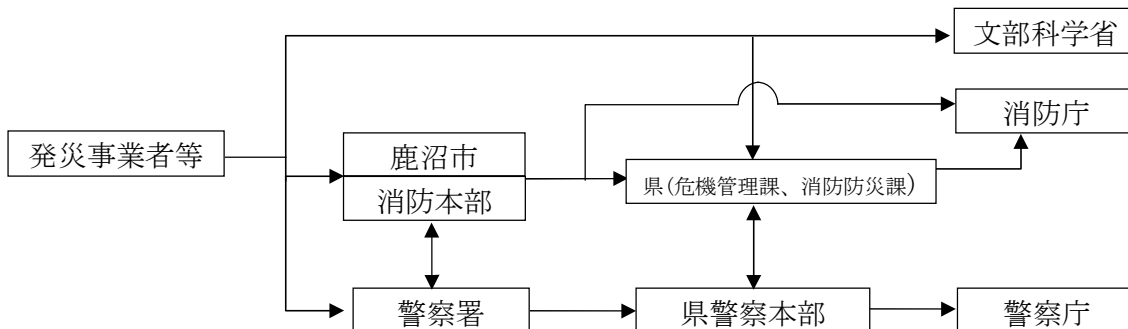 文部科学省
消防庁
発災事業者等
鹿沼市
消防本部
県(危機管理課、消防防災課)
警察署
県警察本部
警察庁